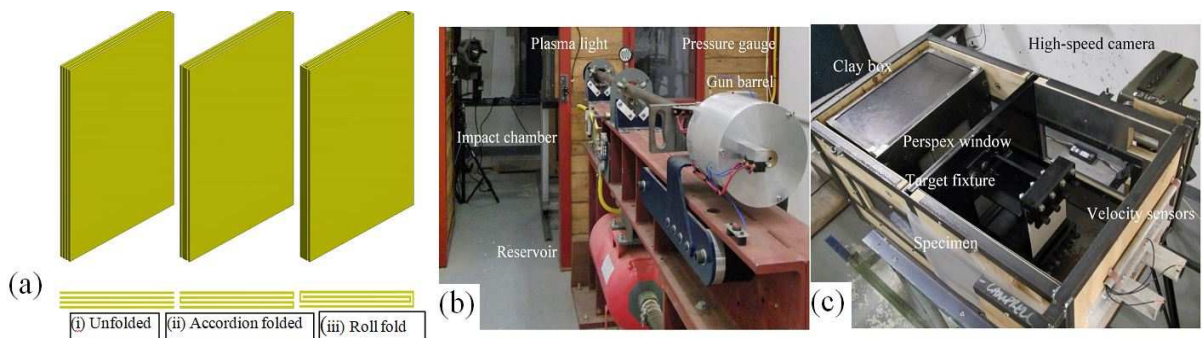 (a)
(i) Unfolded
(ii) Accordion folded
(iii) Roll fold
Plasma light
Pressure gauge
Gun barrel
Impact chamber
Reservoir
(b)
High-speed camera
Clay box
Perspex window
Target fixture
Velocity sensors
Specimen
CAMPBELL
(c)